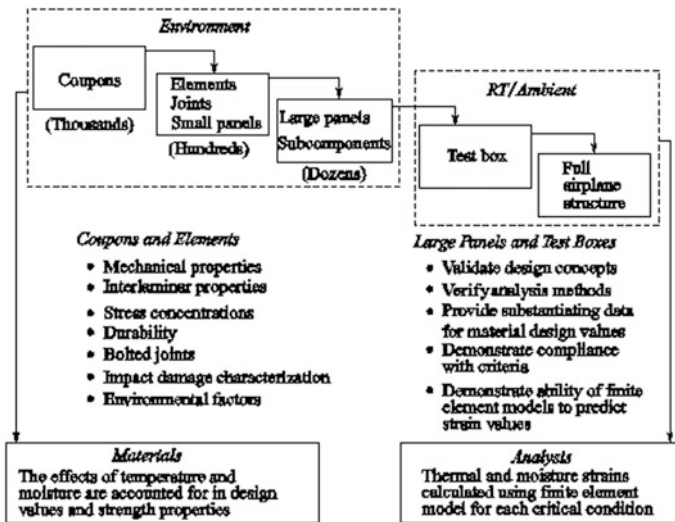 Environment
Coupons
(Thousands)
Elements
Joints
Small panels
(Hundreds)
Large panels
Subcomponents
(Dozens)
RT/Ambient
Test box
Full
airplane
structure
Coupons and Elements
• Mechanical properties
• Interlaminar properties
• Stress concentrations
• Durability
• Bolted joints
• Impact damage characterization
• Environmental factors
Large Panels and Test Boxes
• Validate design concepts
• Verify analysis methods
• Provide substantiating data
for material design values
• Demonstrate compliance
with criteria
• Demonstrate ability of finite
element models to predict
strain values
Materials
The effects of temperature and
moisture are accounted for in design
values and strength properties
Analysis
Thermal and moisture strains
calculated using finite element
model for each critical condition